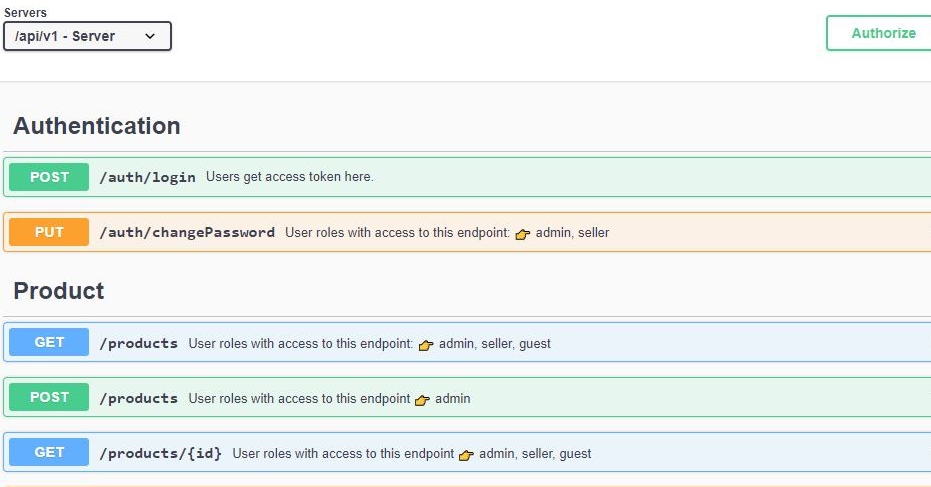 Servers
/api/v1 - Server
Authorize
Authentication
POST /auth/login Users get access token here.
PUT /auth/changePassword User roles with access to this endpoint: 👉 admin, seller
Product
GET /products User roles with access to this endpoint: 👉 admin, seller, guest
POST /products User roles with access to this endpoint 👉 admin
GET /products/{id} User roles with access to this endpoint 👉 admin, seller, guest